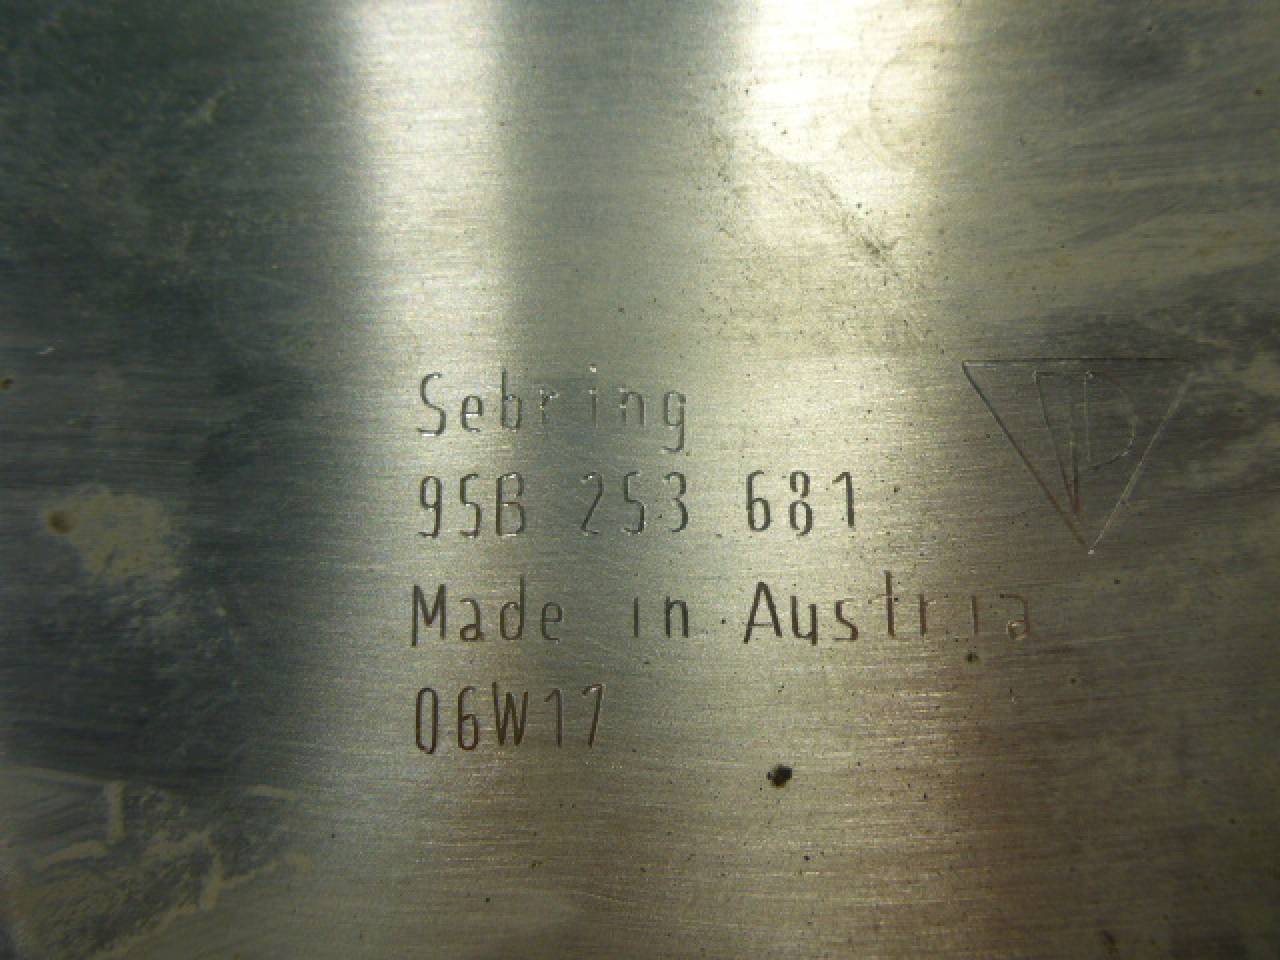 Sebring
95B 253 681
Made in Austria
06W17